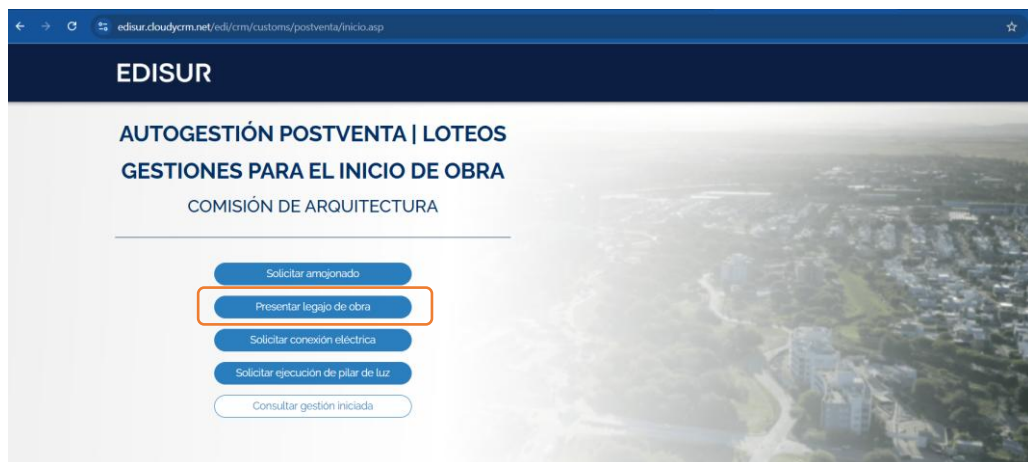 edisur.cloudycrm.net/edi/crm/customs/postventa/inicio.asp
EDISUR
AUTOGESTIÓN POSTVENTA | LOTEOS
GESTIONES PARA EL INICIO DE OBRA
COMISIÓN DE ARQUITECTURA
Solicitar amojonado
Presentar legajo de obra
Solicitar conexión eléctrica
Solicitar ejecución de pilar de luz
Consultar gestión iniciada